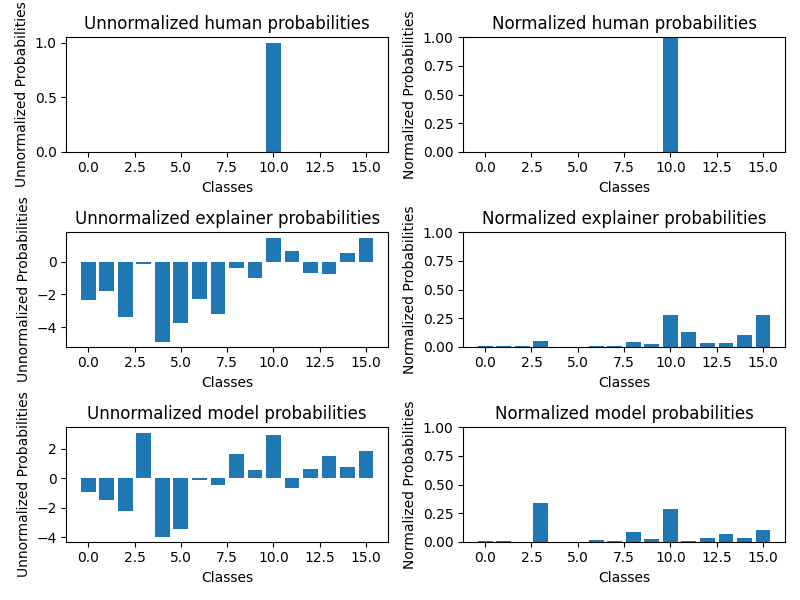 Unnormalized human probabilities
Unnormalized Probabilities
1.0
0.5
0.0
0.0 2.5 5.0 7.5 10.0 12.5 15.0
Classes
Normalized human probabilities
Normalized Probabilities
1.00
0.75
0.50
0.25
0.00
0.0 2.5 5.0 7.5 10.0 12.5 15.0
Classes
Unnormalized explainer probabilities
Unnormalized Probabilities
0
−2
−4
0.0 2.5 5.0 7.5 10.0 12.5 15.0
Classes
Normalized explainer probabilities
Normalized Probabilities
1.00
0.75
0.50
0.25
0.00
0.0 2.5 5.0 7.5 10.0 12.5 15.0
Classes
Unnormalized model probabilities
Unnormalized Probabilities
2
0
−2
−4
0.0 2.5 5.0 7.5 10.0 12.5 15.0
Classes
Normalized model probabilities
Normalized Probabilities
1.00
0.75
0.50
0.25
0.00
0.0 2.5 5.0 7.5 10.0 12.5 15.0
Classes